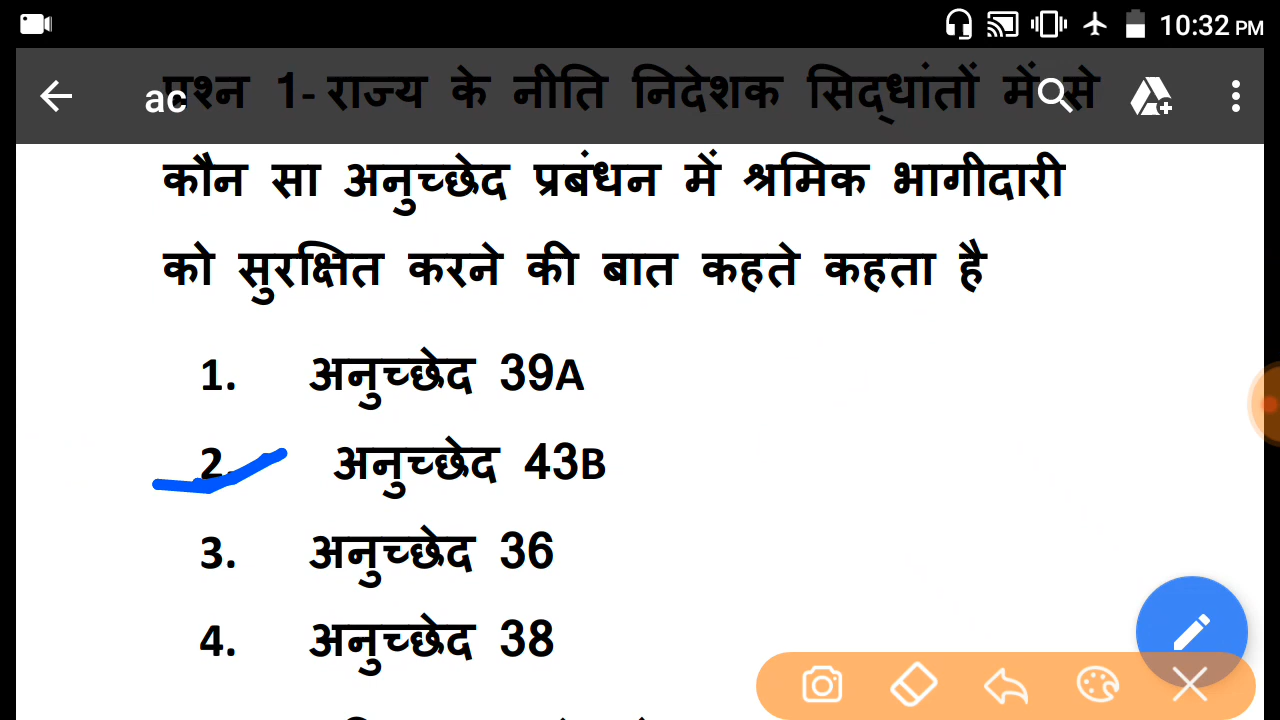 10:32 PM
ac
प्रश्न 1- राज्य के नीति निदेशक सिद्धांतों में से
कौन सा अनुच्छेद प्रबंधन में श्रमिक भागीदारी
को सुरक्षित करने की बात कहते कहता है
1. अनुच्छेद 39A
2. अनुच्छेद 43B
3. अनुच्छेद 36
4. अनुच्छेद 38